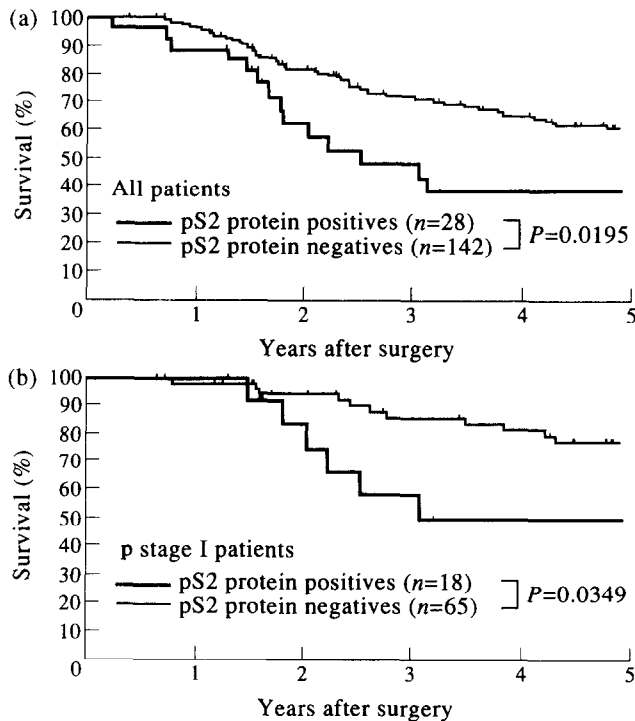 (a)
Survival (%)
100
90
80
70
60
50
40
30
20
10
0
All patients
pS2 protein positives (n=28)
pS2 protein negatives (n=142)
P=0.0195
1 2 3 4 5
Years after surgery
(b)
Survival (%)
100
90
80
70
60
50
40
30
20
10
0
p stage I patients
pS2 protein positives (n=18)
pS2 protein negatives (n=65)
P=0.0349
1 2 3 4 5
Years after surgery